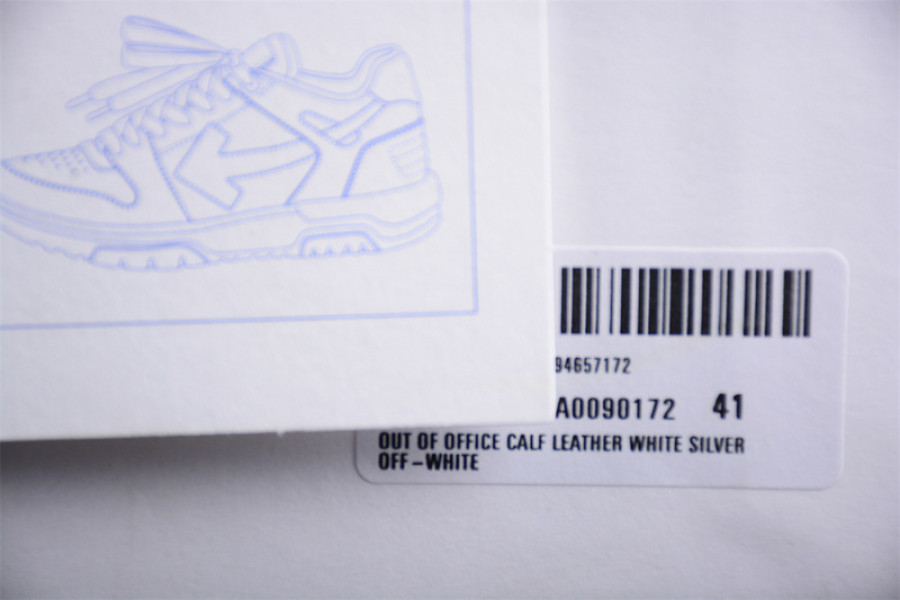 94657172
A0090172 41
OUT OF OFFICE CALF LEATHER WHITE SILVER
OFF-WHITE